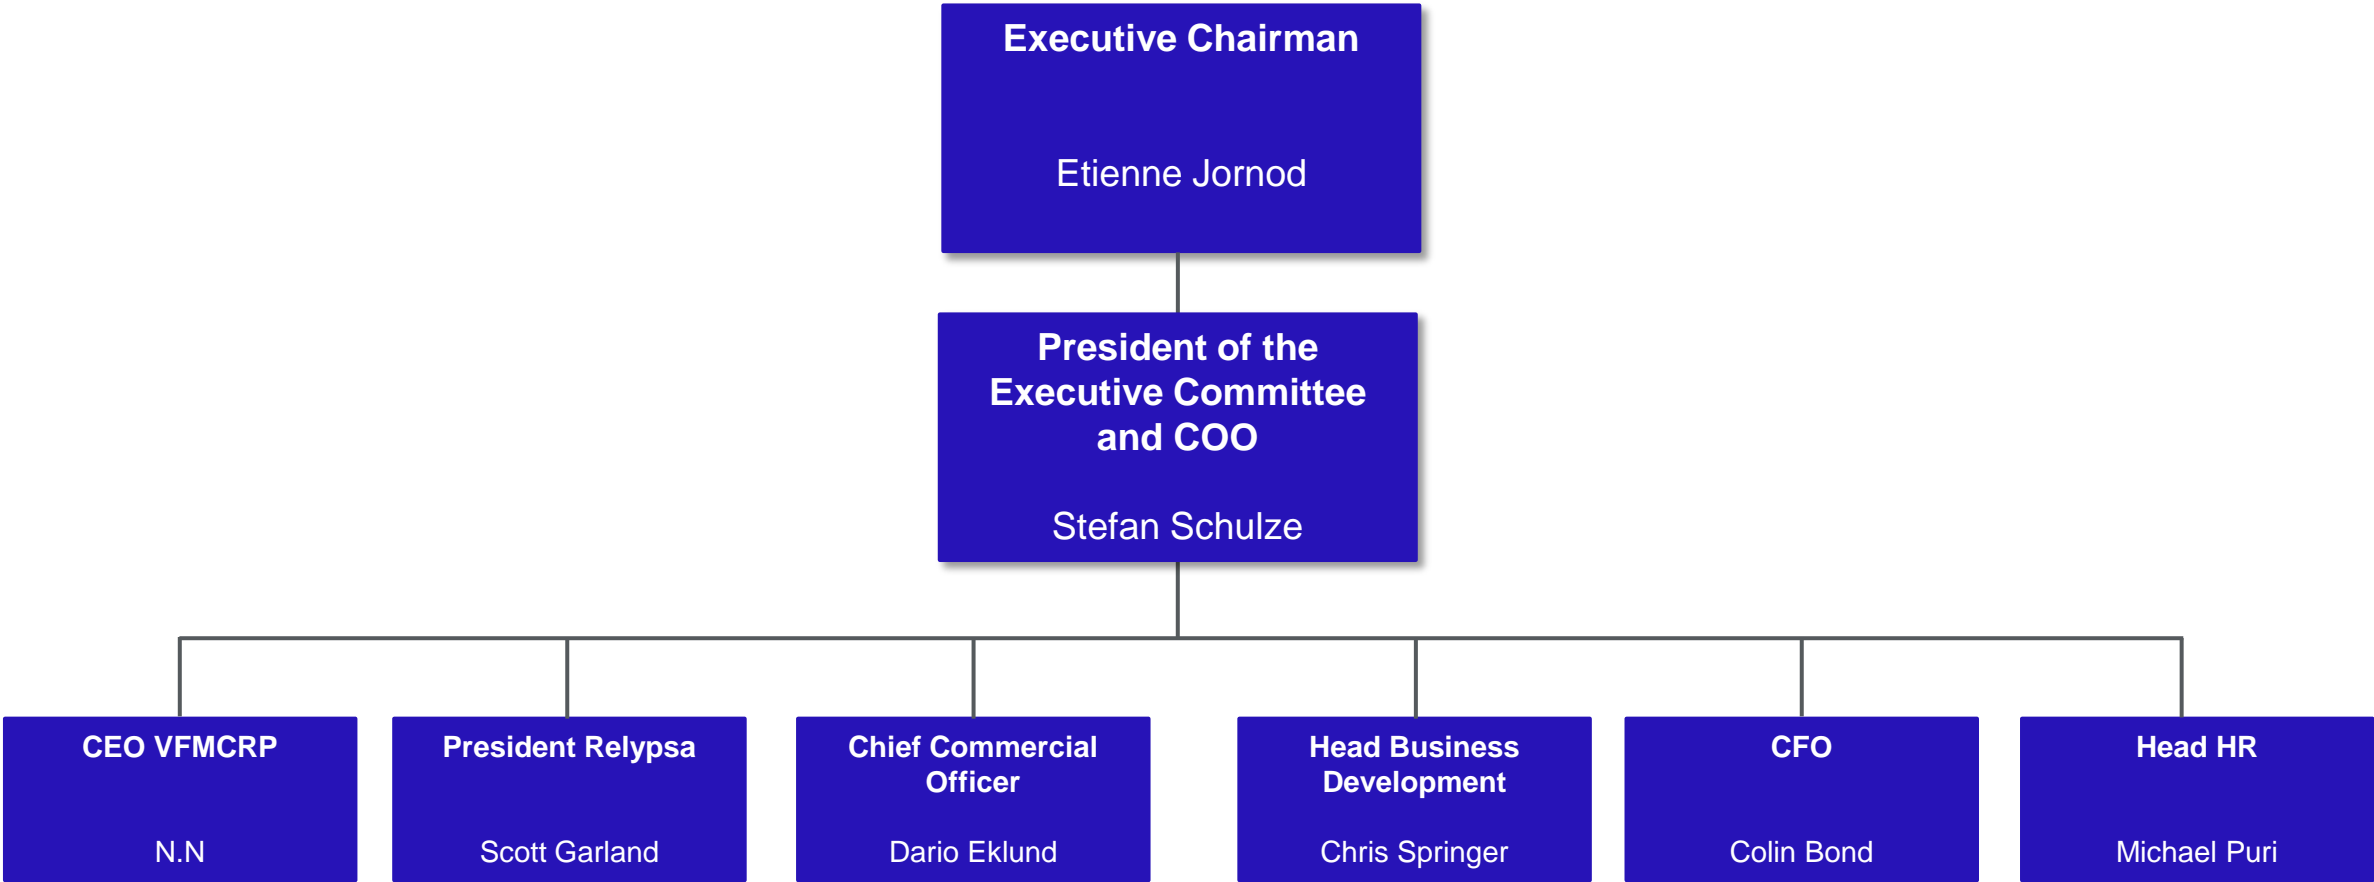 Executive Chairman
Etienne Jornod
President of the
Executive Committee
and COO
Stefan Schulze
CEO VFMCRP
N.N
President Relypsa
Scott Garland
Chief Commercial
Officer
Dario Eklund
Head Business
Development
Chris Springer
CFO
Colin Bond
Head HR
Michael Puri